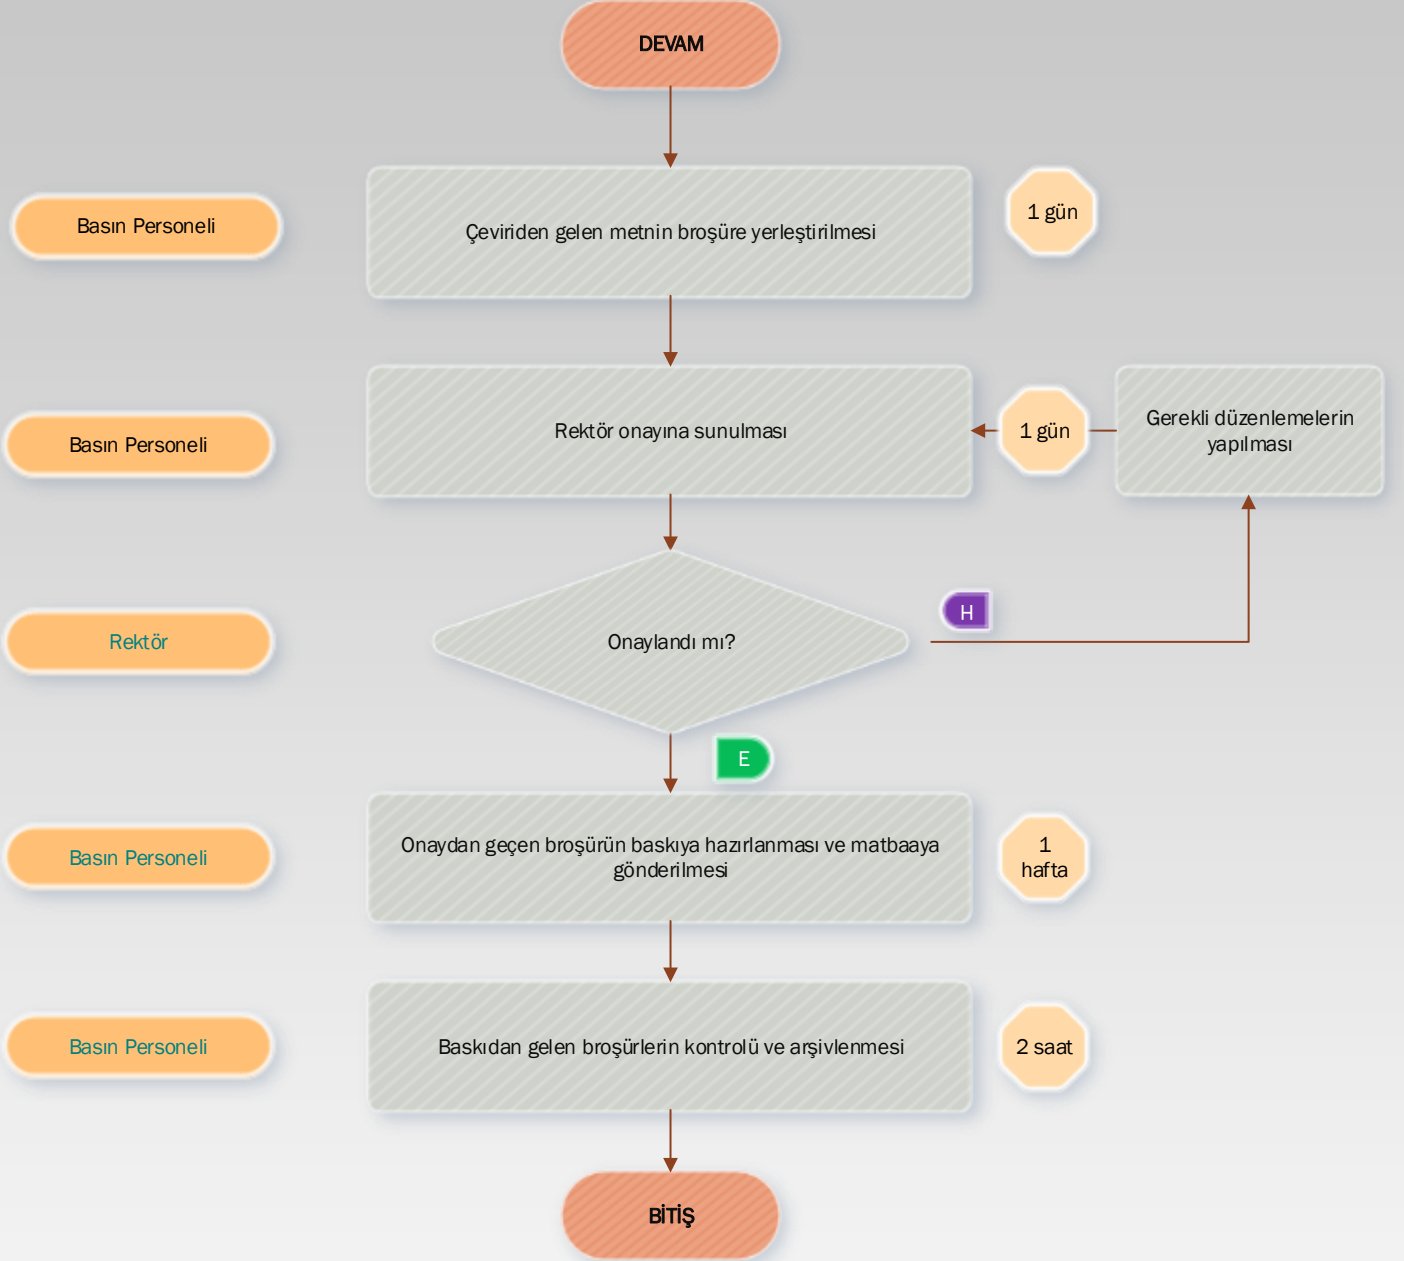 DEVAM
Basın Personeli
Çeviriden gelen metnin broşüre yerleştirilmesi
1 gün
Basın Personeli
Rektör onayına sunulması
1 gün
Gerekli düzenlemelerin
yapılması
Rektör
Onaylandı mı?
H
E
Basın Personeli
Onaydan geçen broşürün baskıya hazırlanması ve matbaaya
gönderilmesi
1
hafta
Basın Personeli
Baskıdan gelen broşürlerin kontrolü ve arşivlenmesi
2 saat
BİTİŞ